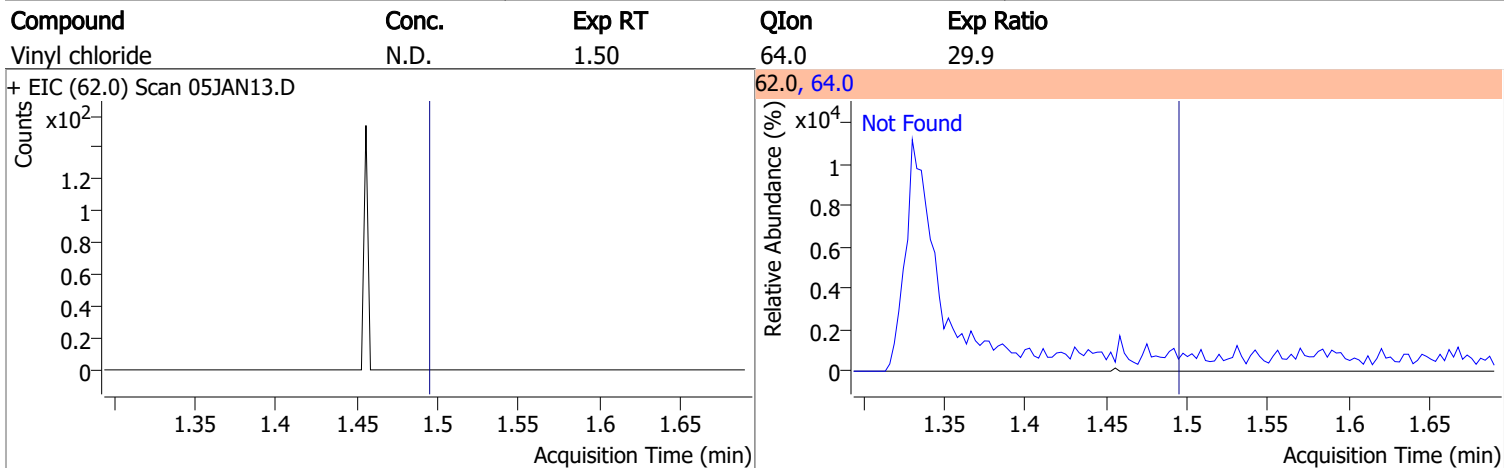 Compound Conc. Exp RT QIon Exp Ratio
Vinyl chloride N.D. 1.50 64.0 29.9
+ EIC (62.0) Scan 05JAN13.D
Counts
x10²
1.2
1
0.8
0.6
0.4
0.2
0
1.35 1.4 1.45 1.5 1.55 1.6 1.65
Acquisition Time (min)
62.0, 64.0
Relative Abundance (%)
x10⁴
Not Found
1
0.8
0.6
0.4
0.2
0
1.35 1.4 1.45 1.5 1.55 1.6 1.65
Acquisition Time (min)